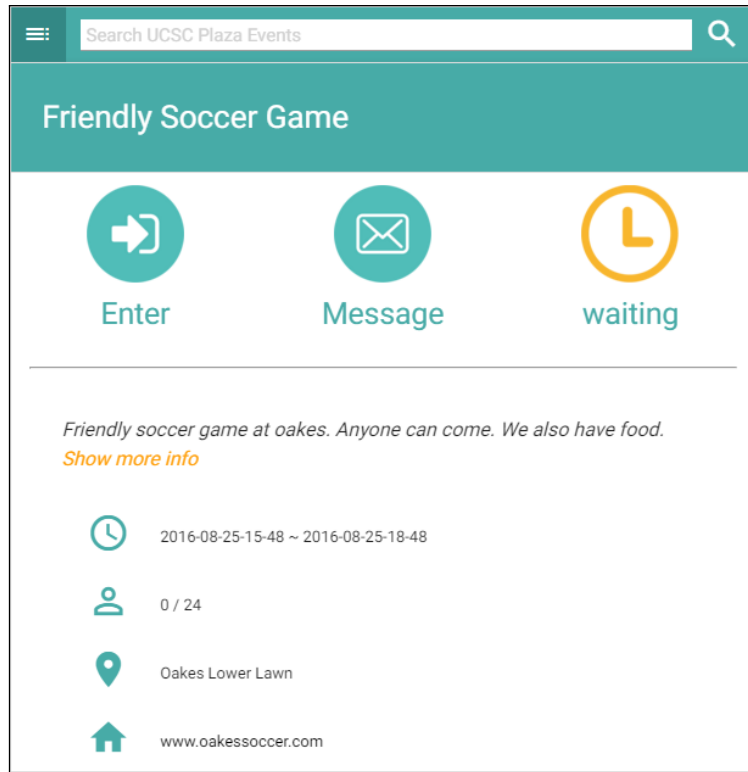 Search UCSC Plaza Events
Friendly Soccer Game
Enter
Message
waiting
Friendly soccer game at oakes. Anyone can come. We also have food.
Show more info
2016-08-25-15-48 ~ 2016-08-25-18-48
0 / 24
Oakes Lower Lawn
www.oakessoccer.com